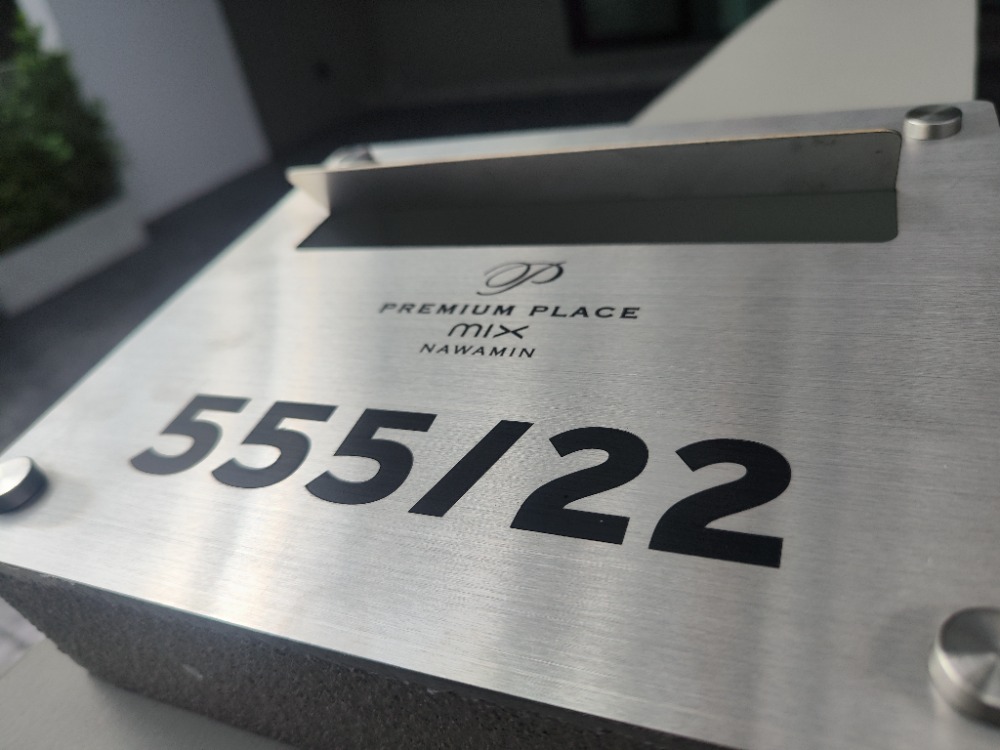 P
PREMIUM PLACE
MIX
NAWAMIN
555/22